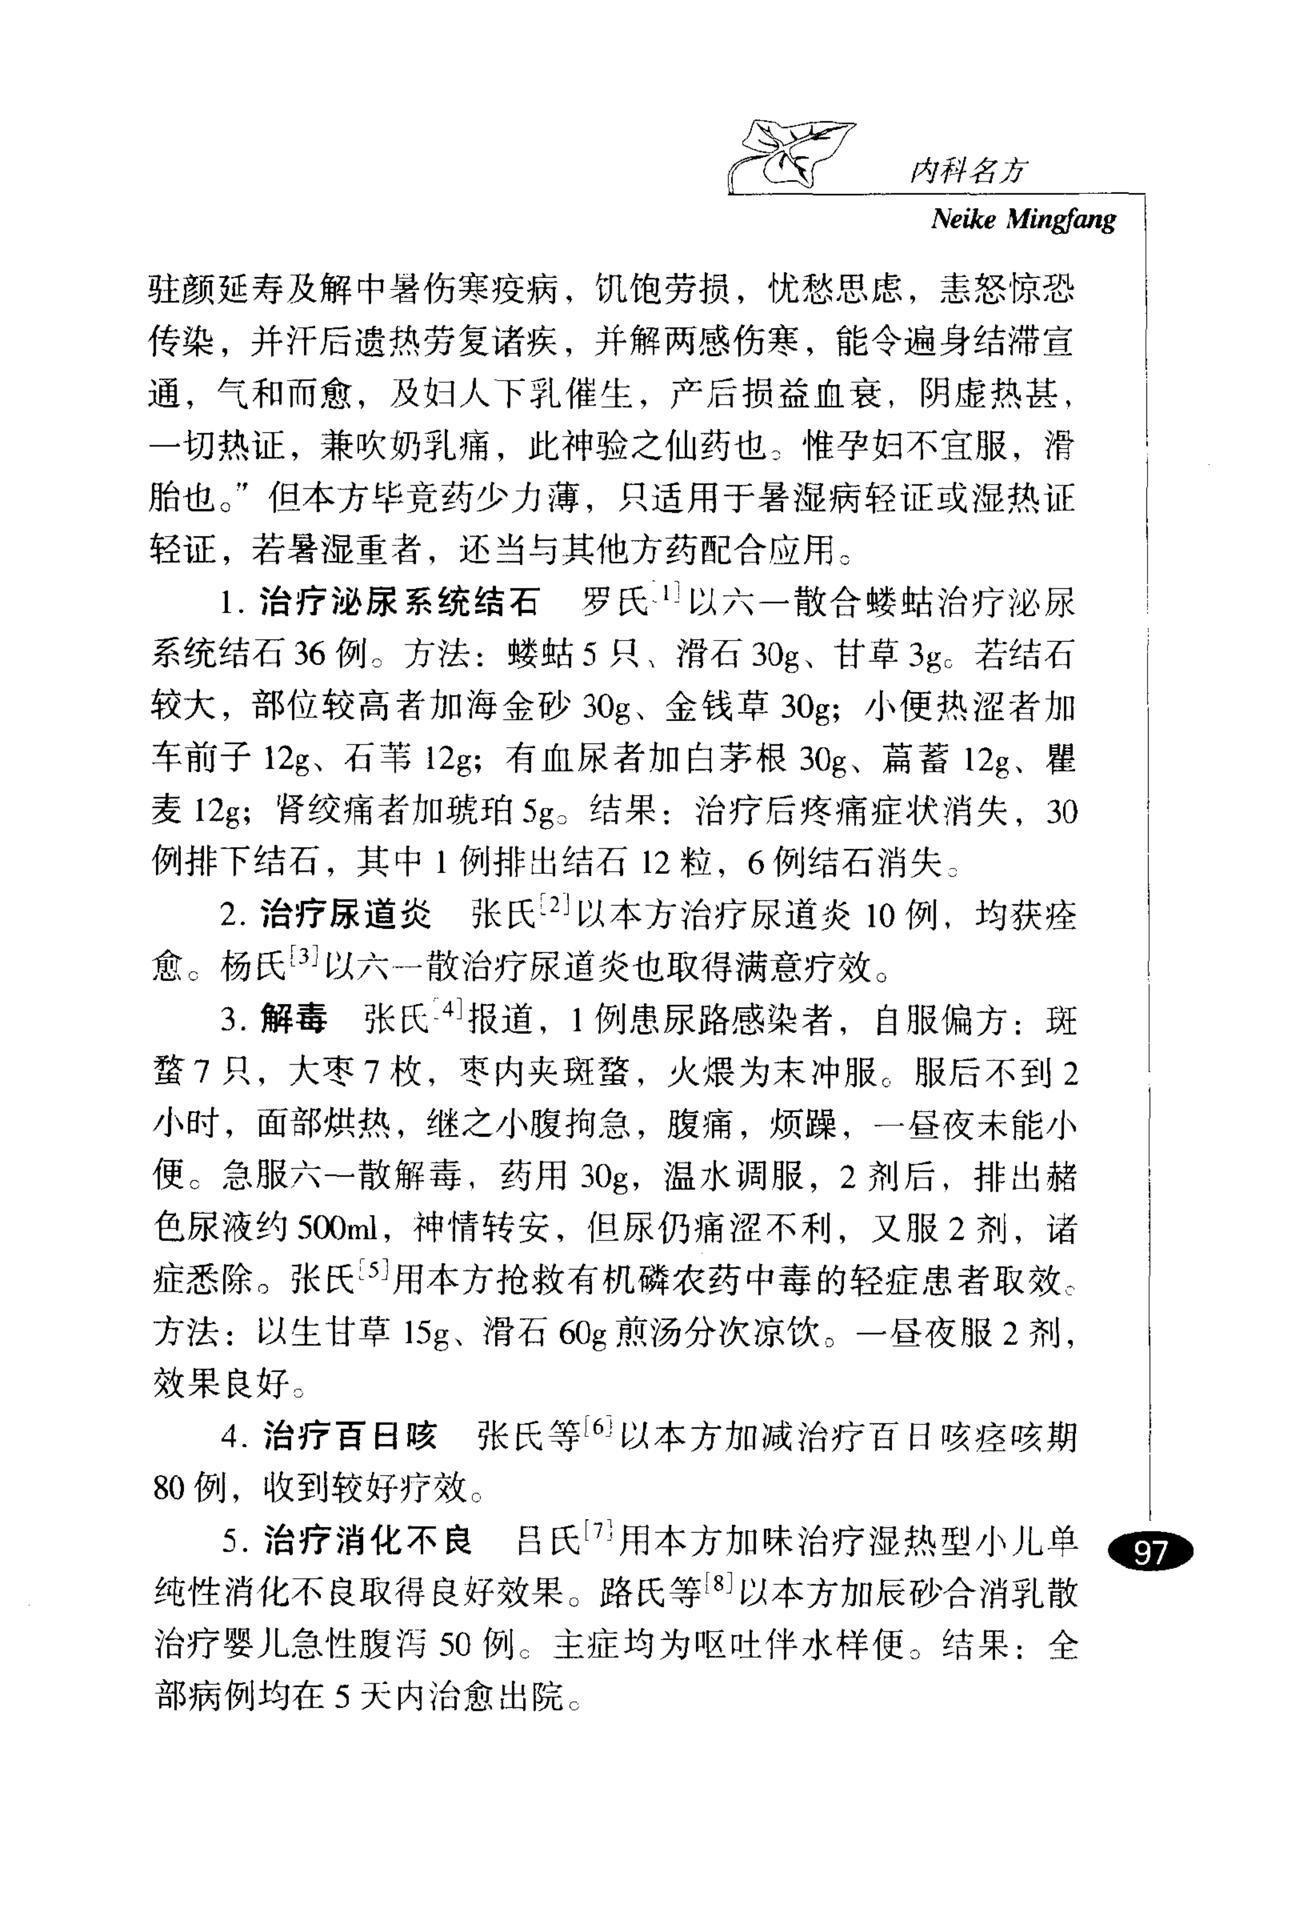 内科名方
Neike Mingfang
驻颜延寿及解中暑伤寒疫病，饥饱劳损，忧愁思虑，恚怒惊恐
传染，并汗后遗热劳复诸疾，并解两感伤寒，能令遍身结滞宣
通，气和而愈，及妇人下乳催生，产后损益血衰，阴虚热甚，
一切热证，兼吹奶乳痛，此神验之仙药也。惟孕妇不宜服，滑
胎也。”但本方毕竟药少力薄，只适用于暑湿病轻证或湿热证
轻证，若暑湿重者，还当与其他方药配合应用。
1. 治疗泌尿系统结石　罗氏[1]以六一散合蝼蛄治疗泌尿
系统结石 36 例。方法：蝼蛄 5 只、滑石 30g、甘草 3g。若结石
较大，部位较高者加海金砂 30g、金钱草 30g；小便热涩者加
车前子 12g、石苇 12g；有血尿者加白茅根 30g、萹蓄 12g、瞿
麦 12g；肾绞痛者加琥珀 5g。结果：治疗后疼痛症状消失，30
例排下结石，其中 1 例排出结石 12 粒，6 例结石消失。
2. 治疗尿道炎　张氏[2]以本方治疗尿道炎 10 例，均获痊
愈。杨氏[3]以六一散治疗尿道炎也取得满意疗效。
3. 解毒　张氏[4]报道，1 例患尿路感染者，自服偏方：斑
蝥 7 只，大枣 7 枚，枣内夹斑蝥，火煨为末冲服。服后不到 2
小时，面部烘热，继之小腹拘急，腹痛，烦躁，一昼夜未能小
便。急服六一散解毒，药用 30g，温水调服，2 剂后，排出赭
色尿液约 500ml，神情转安，但尿仍痛涩不利，又服 2 剂，诸
症悉除。张氏[5]用本方抢救有机磷农药中毒的轻症患者取效。
方法：以生甘草 15g、滑石 60g 煎汤分次凉饮。一昼夜服 2 剂，
效果良好。
4. 治疗百日咳　张氏等[6]以本方加减治疗百日咳痉咳期
80 例，收到较好疗效。
5. 治疗消化不良　吕氏[7]用本方加味治疗湿热型小儿单
纯性消化不良取得良好效果。路氏等[8]以本方加辰砂合消乳散
治疗婴儿急性腹泻 50 例。主症均为呕吐伴水样便。结果：全
部病例均在 5 天内治愈出院。
97